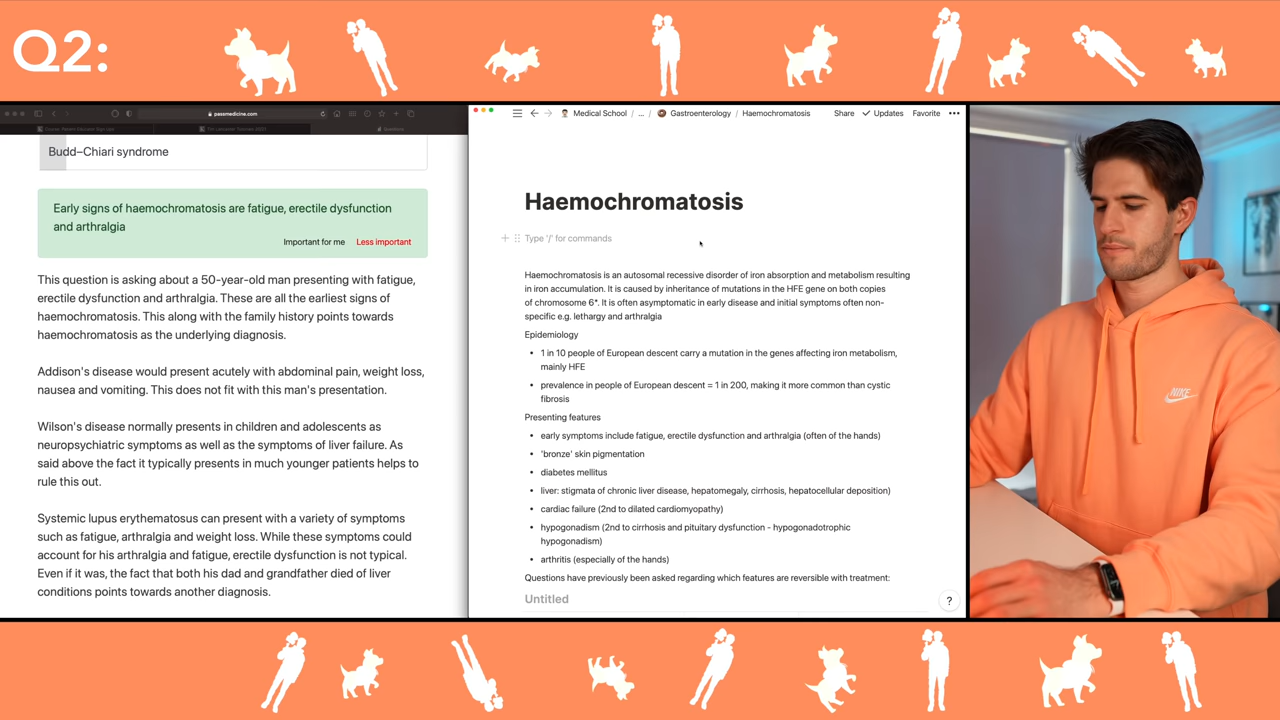 Q2:
passmedicine.com
Budd–Chiari syndrome
Early signs of haemochromatosis are fatigue, erectile dysfunction
and arthralgia
Important for me Less important
This question is asking about a 50-year-old man presenting with fatigue,
erectile dysfunction and arthralgia. These are all the earliest signs of
haemochromatosis. This along with the family history points towards
haemochromatosis as the underlying diagnosis.
Addison's disease would present acutely with abdominal pain, weight loss,
nausea and vomiting. This does not fit with this man's presentation.
Wilson's disease normally presents in children and adolescents as
neuropsychiatric symptoms as well as the symptoms of liver failure. As
said above the fact it typically presents in much younger patients helps to
rule this out.
Systemic lupus erythematosus can present with a variety of symptoms
such as fatigue, arthralgia and weight loss. While these symptoms could
account for his arthralgia and fatigue, erectile dysfunction is not typical.
Even if it was, the fact that both his dad and grandfather died of liver
conditions points towards another diagnosis.
Medical School / ... / Gastroenterology / Haemochromatosis Share Updates Favorite
Haemochromatosis
Type '/' for commands
Haemochromatosis is an autosomal recessive disorder of iron absorption and metabolism resulting
in iron accumulation. It is caused by inheritance of mutations in the HFE gene on both copies
of chromosome 6*. It is often asymptomatic in early disease and initial symptoms often non-
specific e.g. lethargy and arthralgia
Epidemiology
• 1 in 10 people of European descent carry a mutation in the genes affecting iron metabolism,
mainly HFE
• prevalence in people of European descent = 1 in 200, making it more common than cystic
fibrosis
Presenting features
• early symptoms include fatigue, erectile dysfunction and arthralgia (often of the hands)
• 'bronze' skin pigmentation
• diabetes mellitus
• liver: stigmata of chronic liver disease, hepatomegaly, cirrhosis, hepatocellular deposition)
• cardiac failure (2nd to dilated cardiomyopathy)
• hypogonadism (2nd to cirrhosis and pituitary dysfunction - hypogonadotrophic
hypogonadism)
• arthritis (especially of the hands)
Questions have previously been asked regarding which features are reversible with treatment:
Untitled
?
NIKE